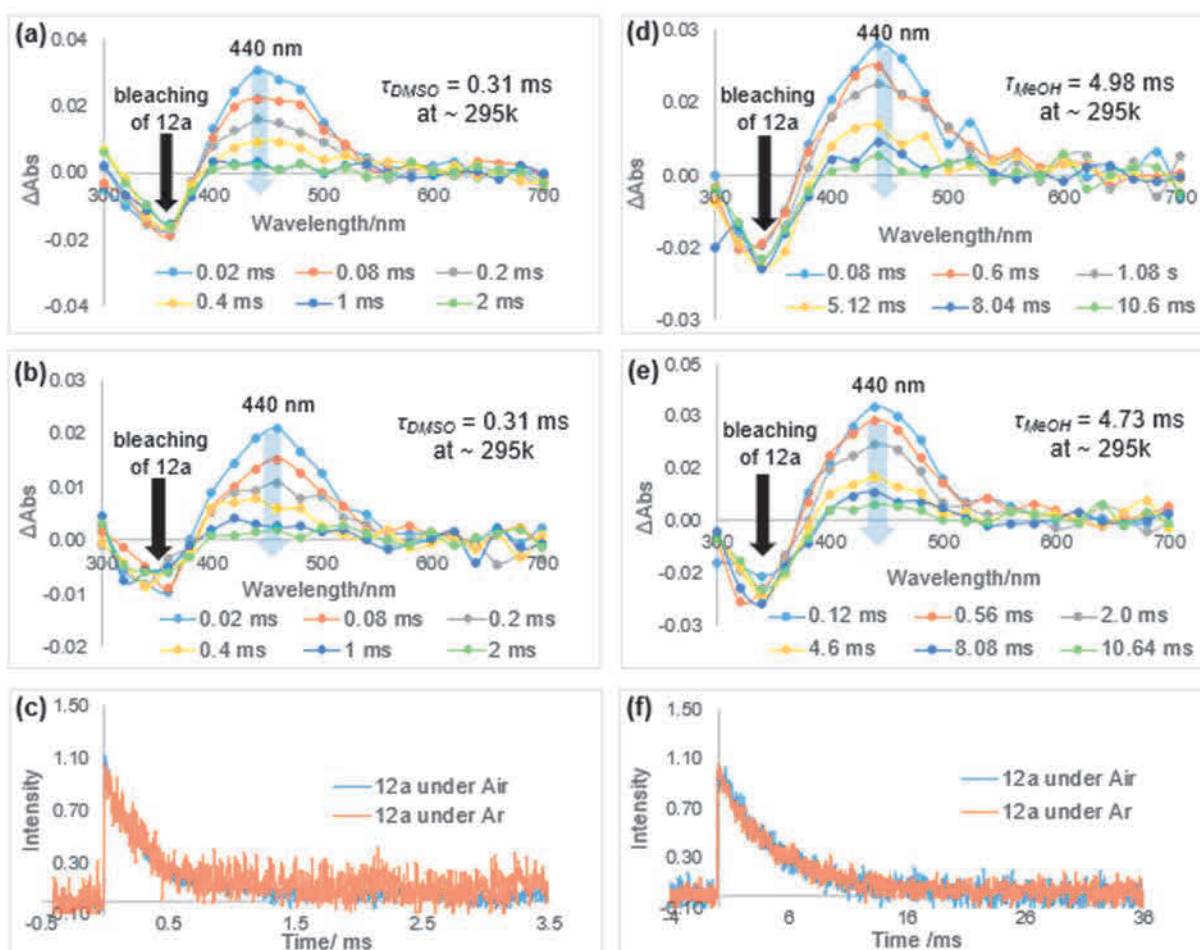 (a)
0.04
0.02
0.00
-0.02
-0.04
ΔAbs
440 nm
bleaching
of 12a
τDMSO = 0.31 ms
at ~ 295k
300 400 500 600 700
Wavelength/nm
0.02 ms 0.08 ms 0.2 ms
0.4 ms 1 ms 2 ms
(d)
0.03
0.02
0.00
-0.02
-0.03
ΔAbs
440 nm
bleaching
of 12a
τMeOH = 4.98 ms
at ~ 295k
300 400 500 600 700
Wavelength/nm
0.08 ms 0.6 ms 1.08 s
5.12 ms 8.04 ms 10.6 ms
(b)
0.03
0.02
0.01
0.00
-0.01
-0.02
ΔAbs
440 nm
bleaching
of 12a
τDMSO = 0.31 ms
at ~ 295k
300 400 500 600 700
Wavelength/nm
0.02 ms 0.08 ms 0.2 ms
0.4 ms 1 ms 2 ms
(e)
0.05
0.03
0.02
0.00
-0.02
-0.03
ΔAbs
440 nm
bleaching
of 12a
τMeOH = 4.73 ms
at ~ 295k
300 400 500 600 700
Wavelength/nm
0.12 ms 0.56 ms 2.0 ms
4.6 ms 8.08 ms 10.64 ms
(c)
1.50
1.10
0.70
0.30
-0.10
Intensity
12a under Air
12a under Ar
-0.5 0.5 1.5 2.5 3.5
Time/ ms
(f)
1.50
1.10
0.70
0.30
-0.10
Intensity
12a under Air
12a under Ar
-4 6 16 26 36
Time /ms